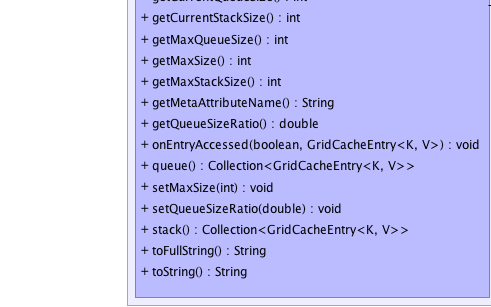 + getCurrentStackSize() : int
+ getMaxQueueSize() : int
+ getMaxSize() : int
+ getMaxStackSize() : int
+ getMetaAttributeName() : String
+ getQueueSizeRatio() : double
+ onEntryAccessed(boolean, GridCacheEntry<K, V>) : void
+ queue() : Collection<GridCacheEntry<K, V>>
+ setMaxSize(int) : void
+ setQueueSizeRatio(double) : void
+ stack() : Collection<GridCacheEntry<K, V>>
+ toFullString() : String
+ toString() : String